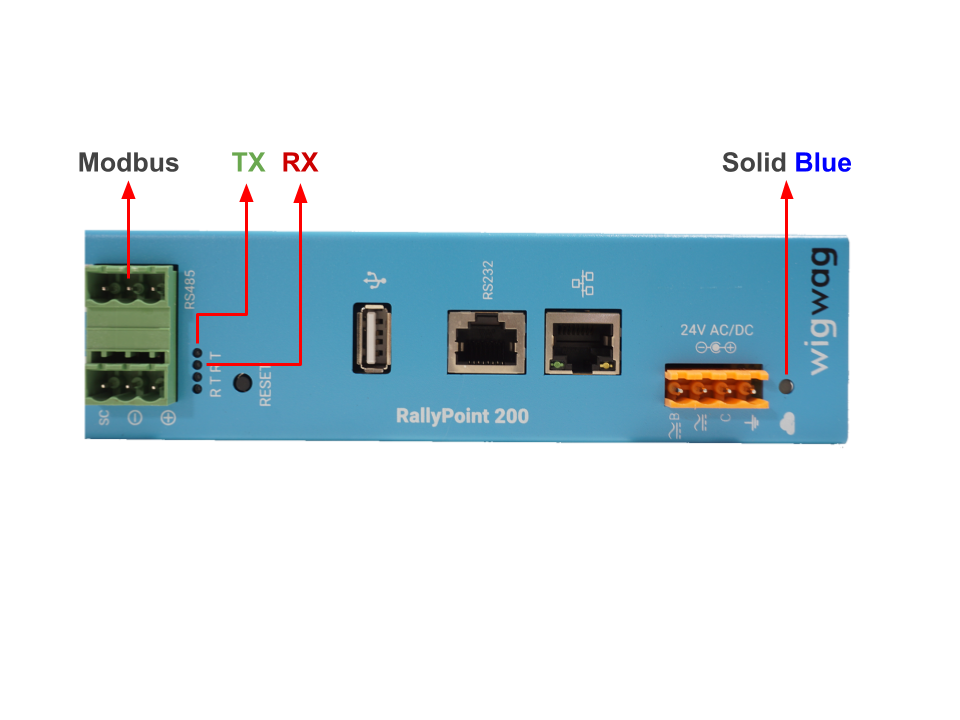 Modbus TX RX Solid Blue
RS485
R T R T
RESET
RS232
24V AC/DC
wigwag
RallyPoint 200
SC
B
C